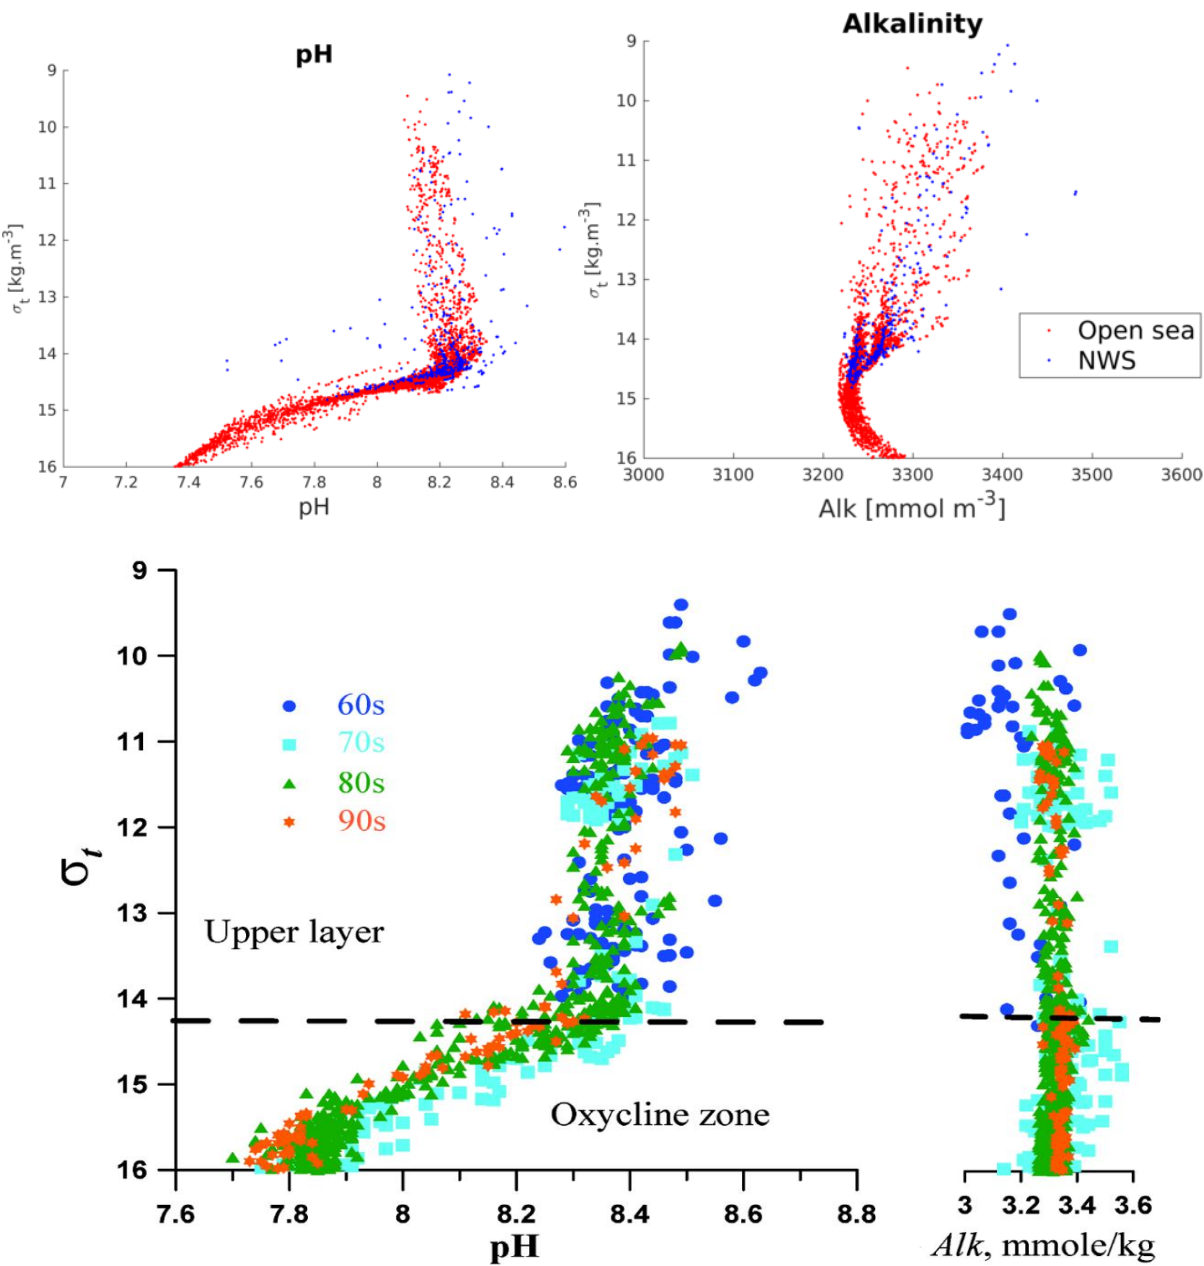 pH
9
10
11
12
13
14
15
16
σt [kg.m-3]
7 7.2 7.4 7.6 7.8 8 8.2 8.4 8.6
pH
Alkalinity
9
10
11
12
13
14
15
16
σt [kg.m-3]
Open sea
NWS
3000 3100 3200 3300 3400 3500 3600
Alk [mmol m-3]
9
10
11
12
13
14
15
16
σt
60s
70s
80s
90s
Upper layer
Oxycline zone
7.6 7.8 8 8.2 8.4 8.6 8.8
pH
3 3.2 3.4 3.6
Alk, mmole/kg